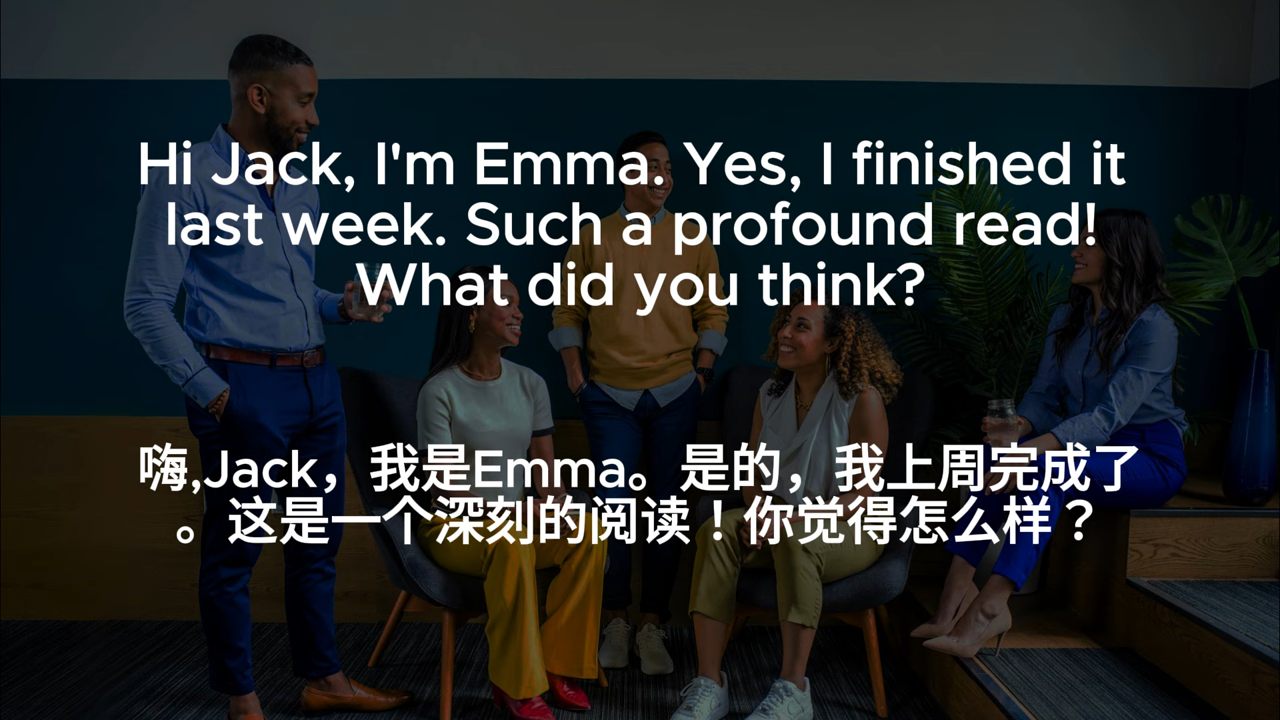 Hi Jack, I'm Emma. Yes, I finished it
last week. Such a profound read!
What did you think?
嗨,Jack，我是Emma。是的，我上周完成了
。这是一个深刻的阅读！你觉得怎么样？